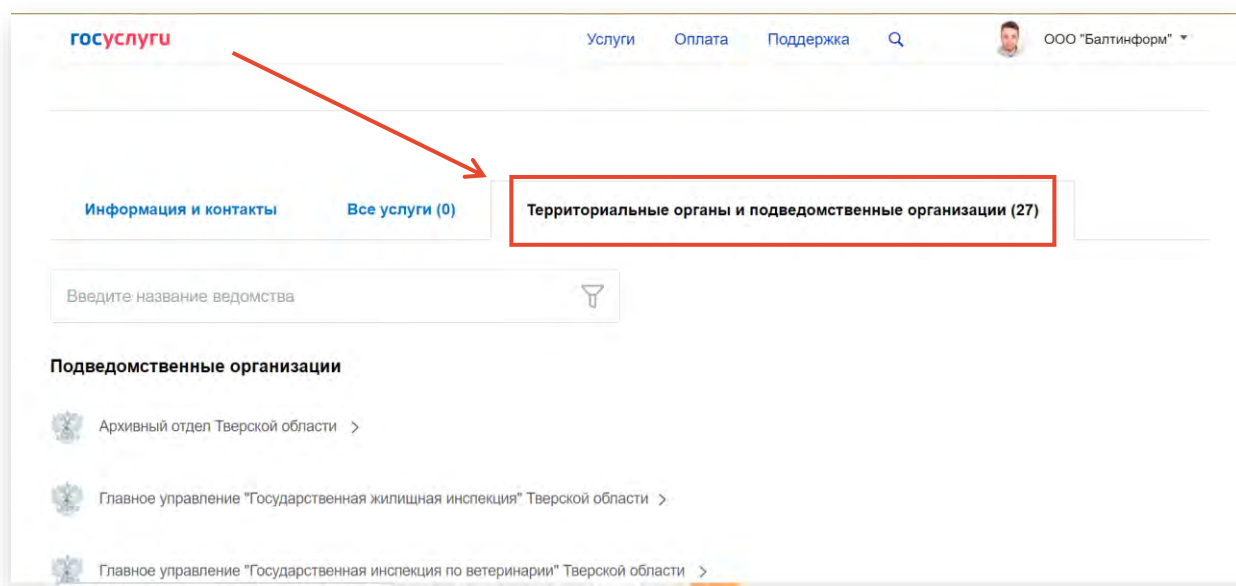 госуслуги Услуги Оплата Поддержка ООО "Балтинформ"
Информация и контакты Все услуги (0) Территориальные органы и подведомственные организации (27)
Введите название ведомства
Подведомственные организации
Архивный отдел Тверской области
Главное управление "Государственная жилищная инспекция" Тверской области
Главное управление "Государственная инспекция по ветеринарии" Тверской области